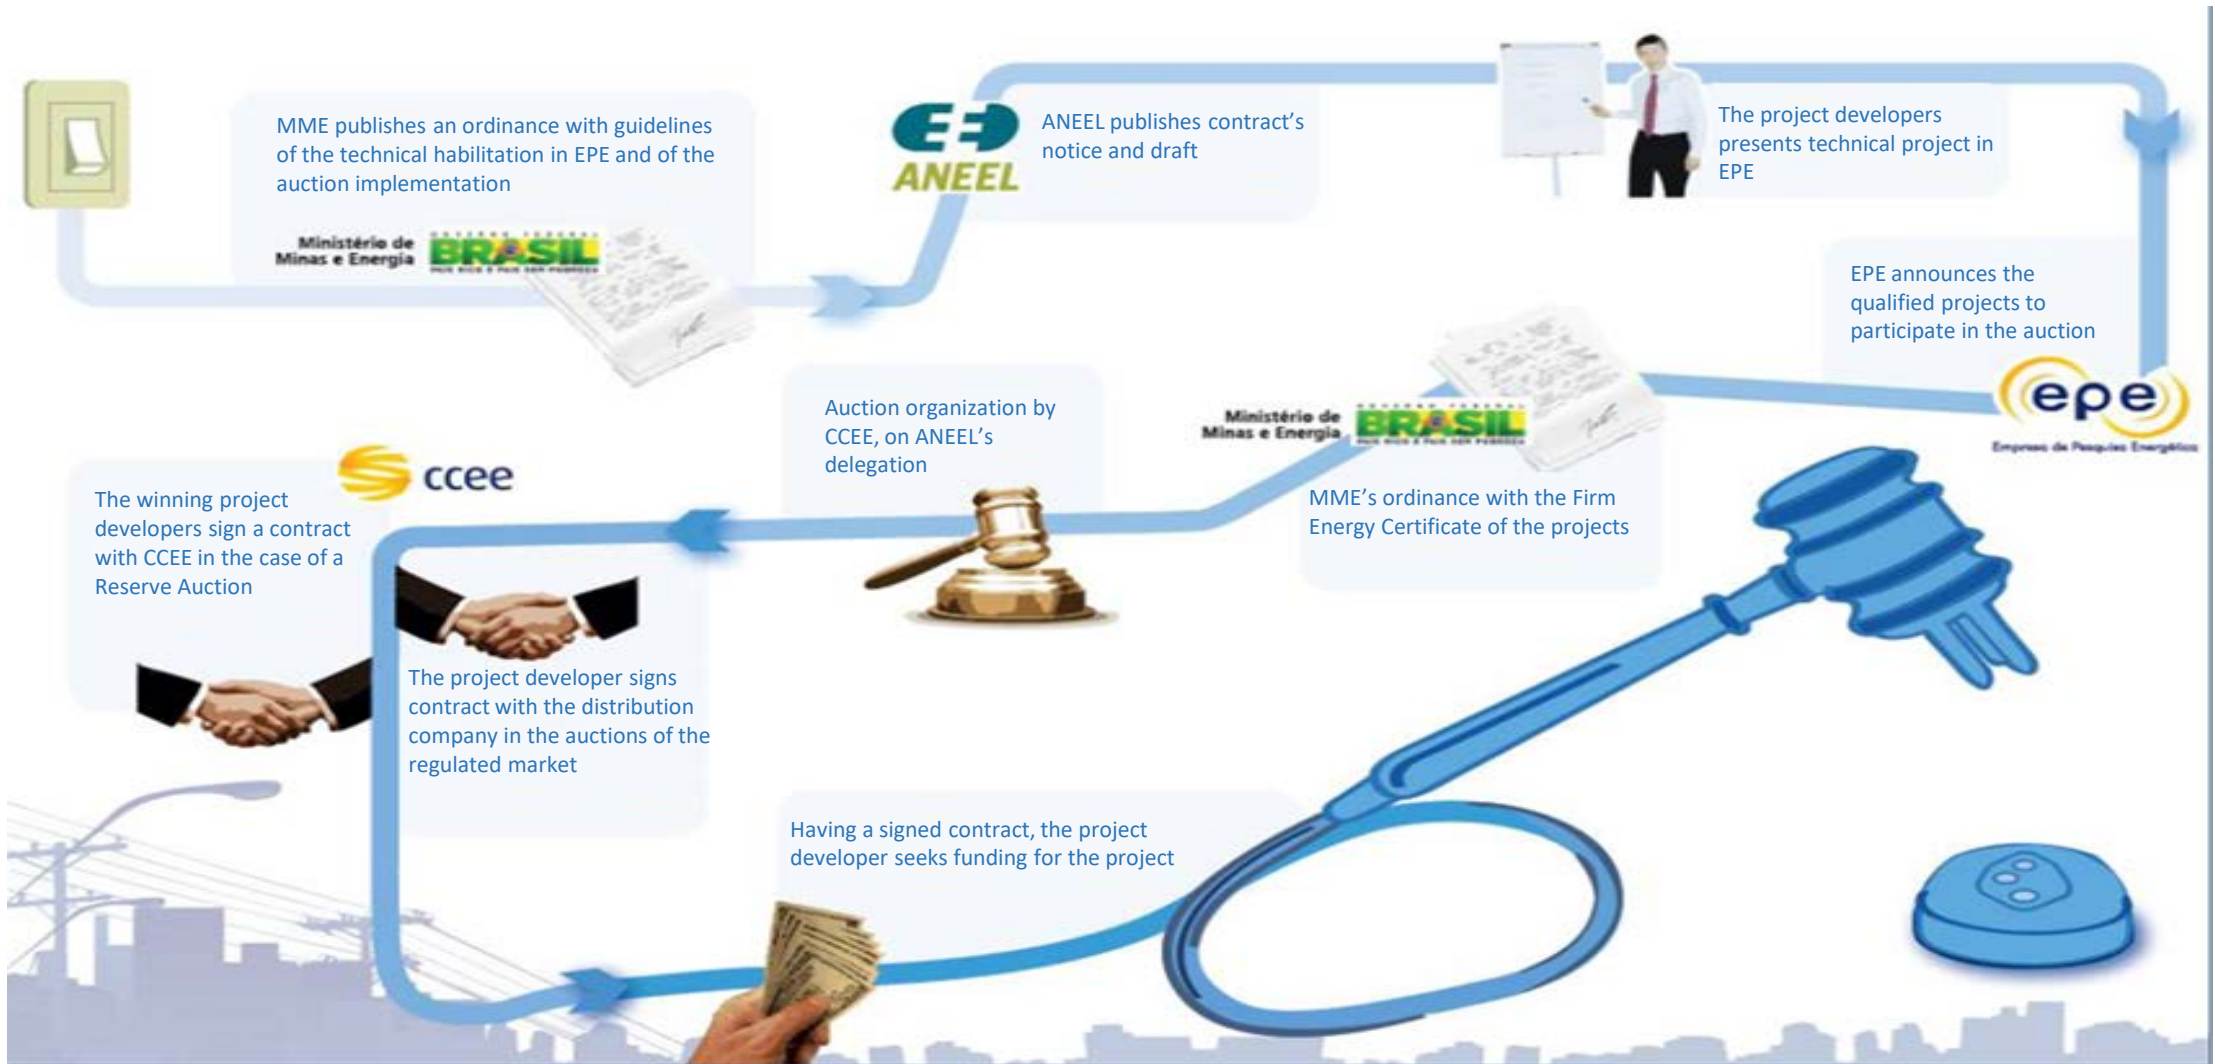 MME publishes an ordinance with guidelines
of the technical habilitation in EPE and of the
auction implementation
Ministério de
Minas e Energia
BRASIL
ANEEL
ANEEL publishes contract's
notice and draft
The project developers
presents technical project in
EPE
EPE announces the
qualified projects to
participate in the auction
epe
Empresa de Pesquisa Energética
Ministério de
Minas e Energia
BRASIL
MME's ordinance with the Firm
Energy Certificate of the projects
Auction organization by
CCEE, on ANEEL's
delegation
ccee
The winning project
developers sign a contract
with CCEE in the case of a
Reserve Auction
The project developer signs
contract with the distribution
company in the auctions of the
regulated market
Having a signed contract, the project
developer seeks funding for the project